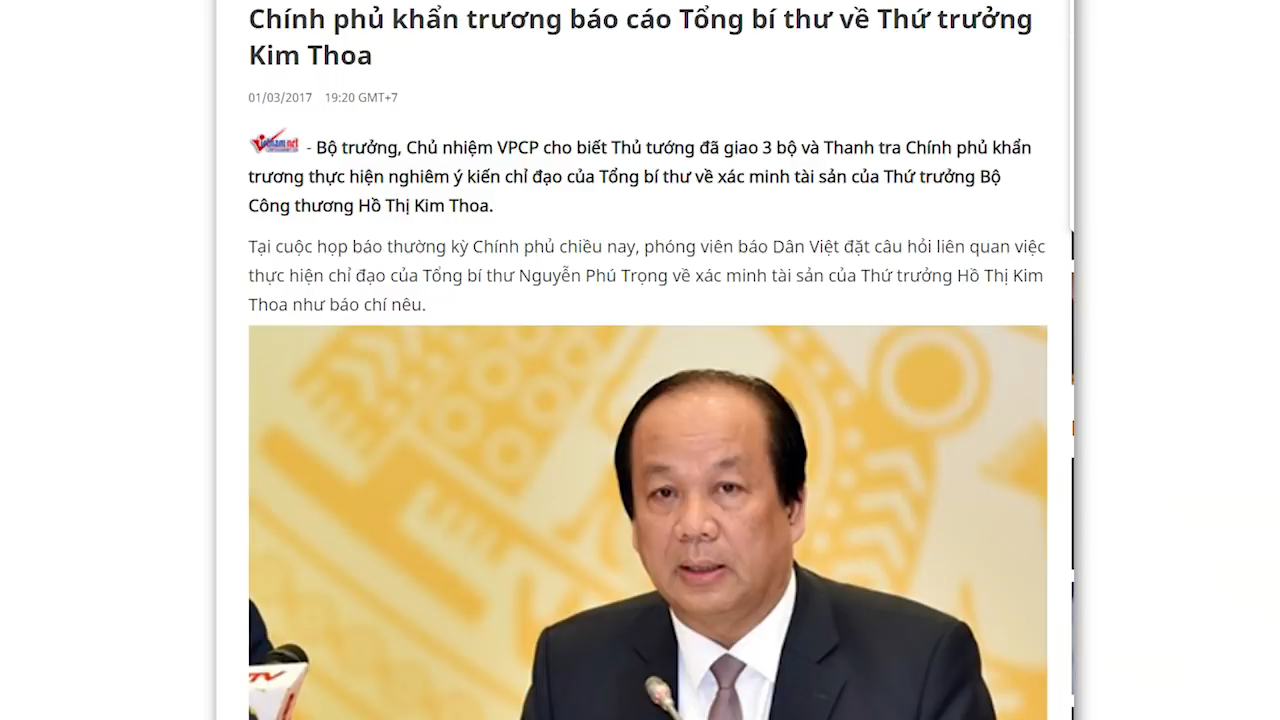 Chính phủ khẩn trương báo cáo Tổng bí thư về Thứ trưởng
Kim Thoa
01/03/2017 19:20 GMT+7
Vietnamnet - Bộ trưởng, Chủ nhiệm VPCP cho biết Thủ tướng đã giao 3 bộ và Thanh tra Chính phủ khẩn
trương thực hiện nghiêm ý kiến chỉ đạo của Tổng bí thư về xác minh tài sản của Thứ trưởng Bộ
Công thương Hồ Thị Kim Thoa.
Tại cuộc họp báo thường kỳ Chính phủ chiều nay, phóng viên báo Dân Việt đặt câu hỏi liên quan việc
thực hiện chỉ đạo của Tổng bí thư Nguyễn Phú Trọng về xác minh tài sản của Thứ trưởng Hồ Thị Kim
Thoa như báo chí nêu.
TV